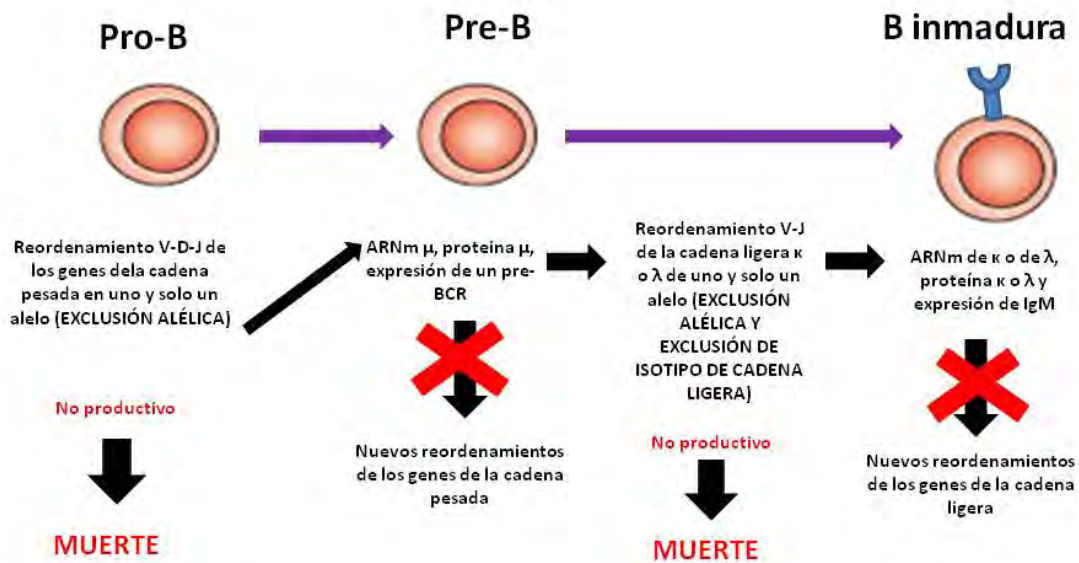 Pro-B
Pre-B
B inmadura
Reordenamiento V-D-J de
los genes dela cadena
pesada en uno y solo un
alelo (EXCLUSIÓN ALÉLICA)
No productivo
MUERTE
ARNm μ, proteina μ,
expresión de un pre-
BCR
Nuevos reordenamientos
de los genes de la cadena
pesada
Reordenamiento V-J
de la cadena ligera κ
o λ de uno y solo un
alelo (EXCLUSIÓN
ALÉLICA Y
EXCLUSIÓN DE
ISOTIPO DE CADENA
LIGERA)
No productivo
MUERTE
ARNm de κ o de λ,
proteína κ o λ y
expresión de IgM
Nuevos reordenamientos
de los genes de la cadena
ligera